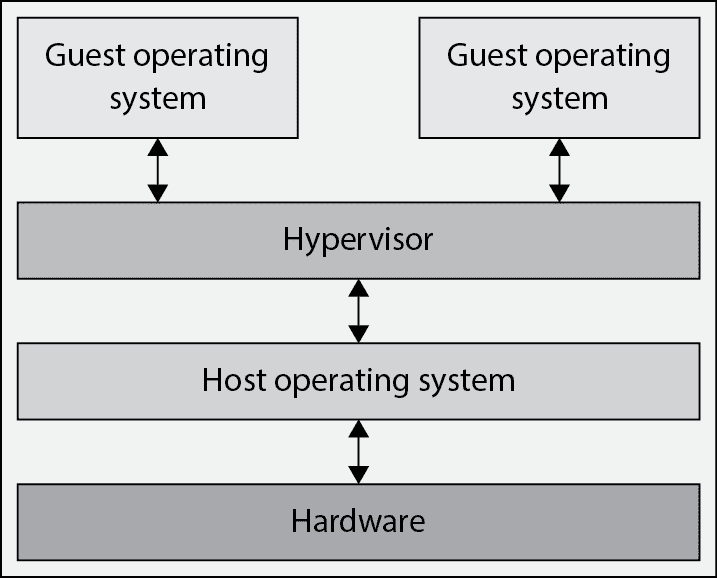 Guest operating
system
Guest operating
system
Hypervisor
Host operating system
Hardware